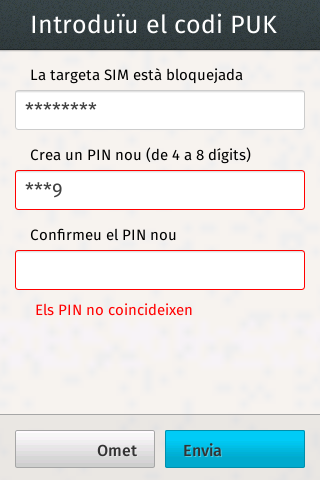 Introduïu el codi PUK
La targeta SIM està bloquejada
********
Crea un PIN nou (de 4 a 8 dígits)
***9
Confirmeu el PIN nou
Els PIN no coincideixen
Omet
Envia